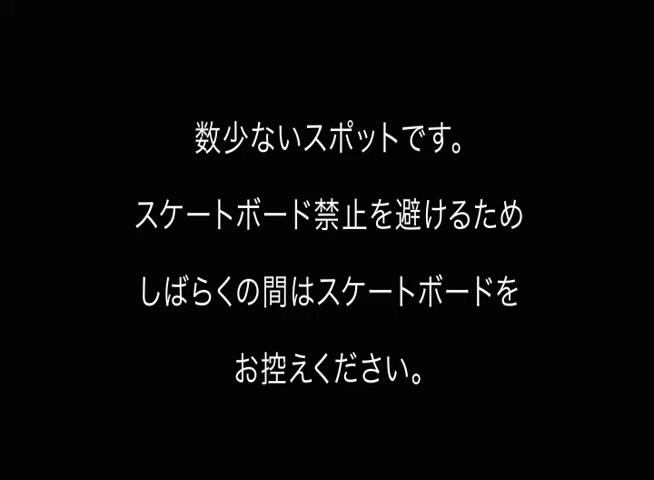 数少ないスポットです。
スケートボード禁止を避けるため
しばらくの間はスケートボードを
お控えください。